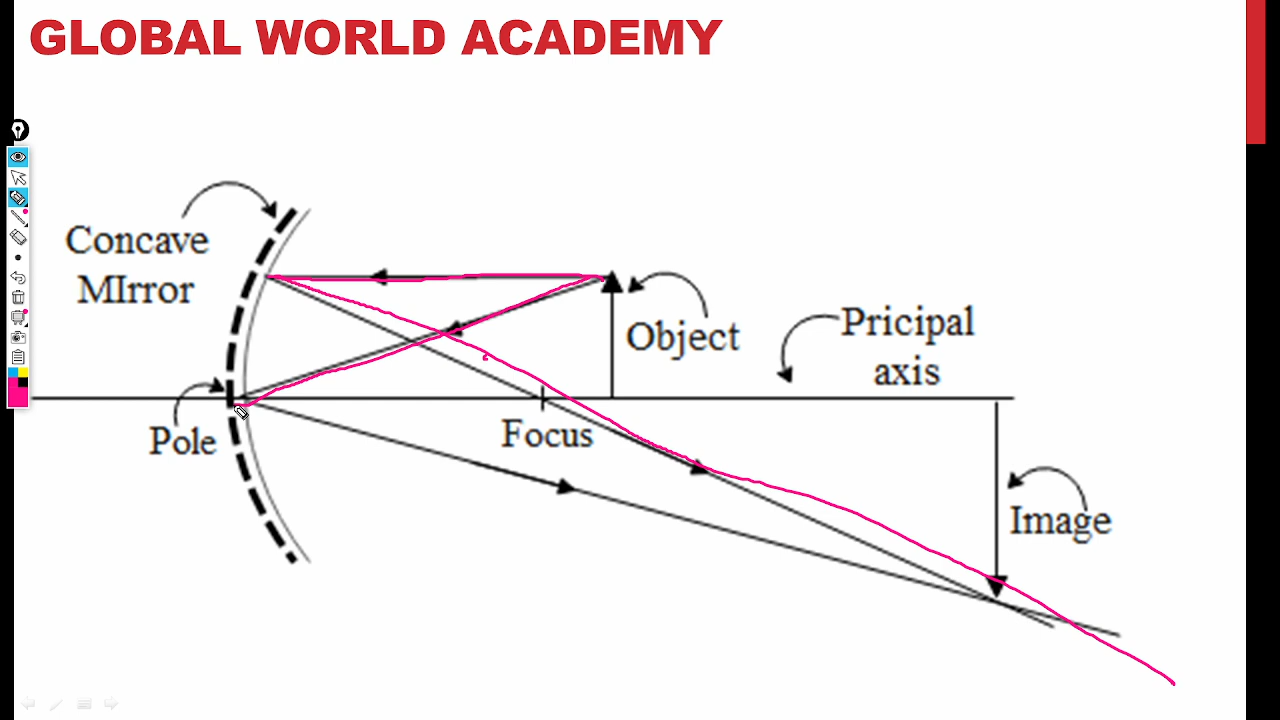 GLOBAL WORLD ACADEMY
Concave
MIrror
Object
Pricipal
axis
Pole
Focus
Image